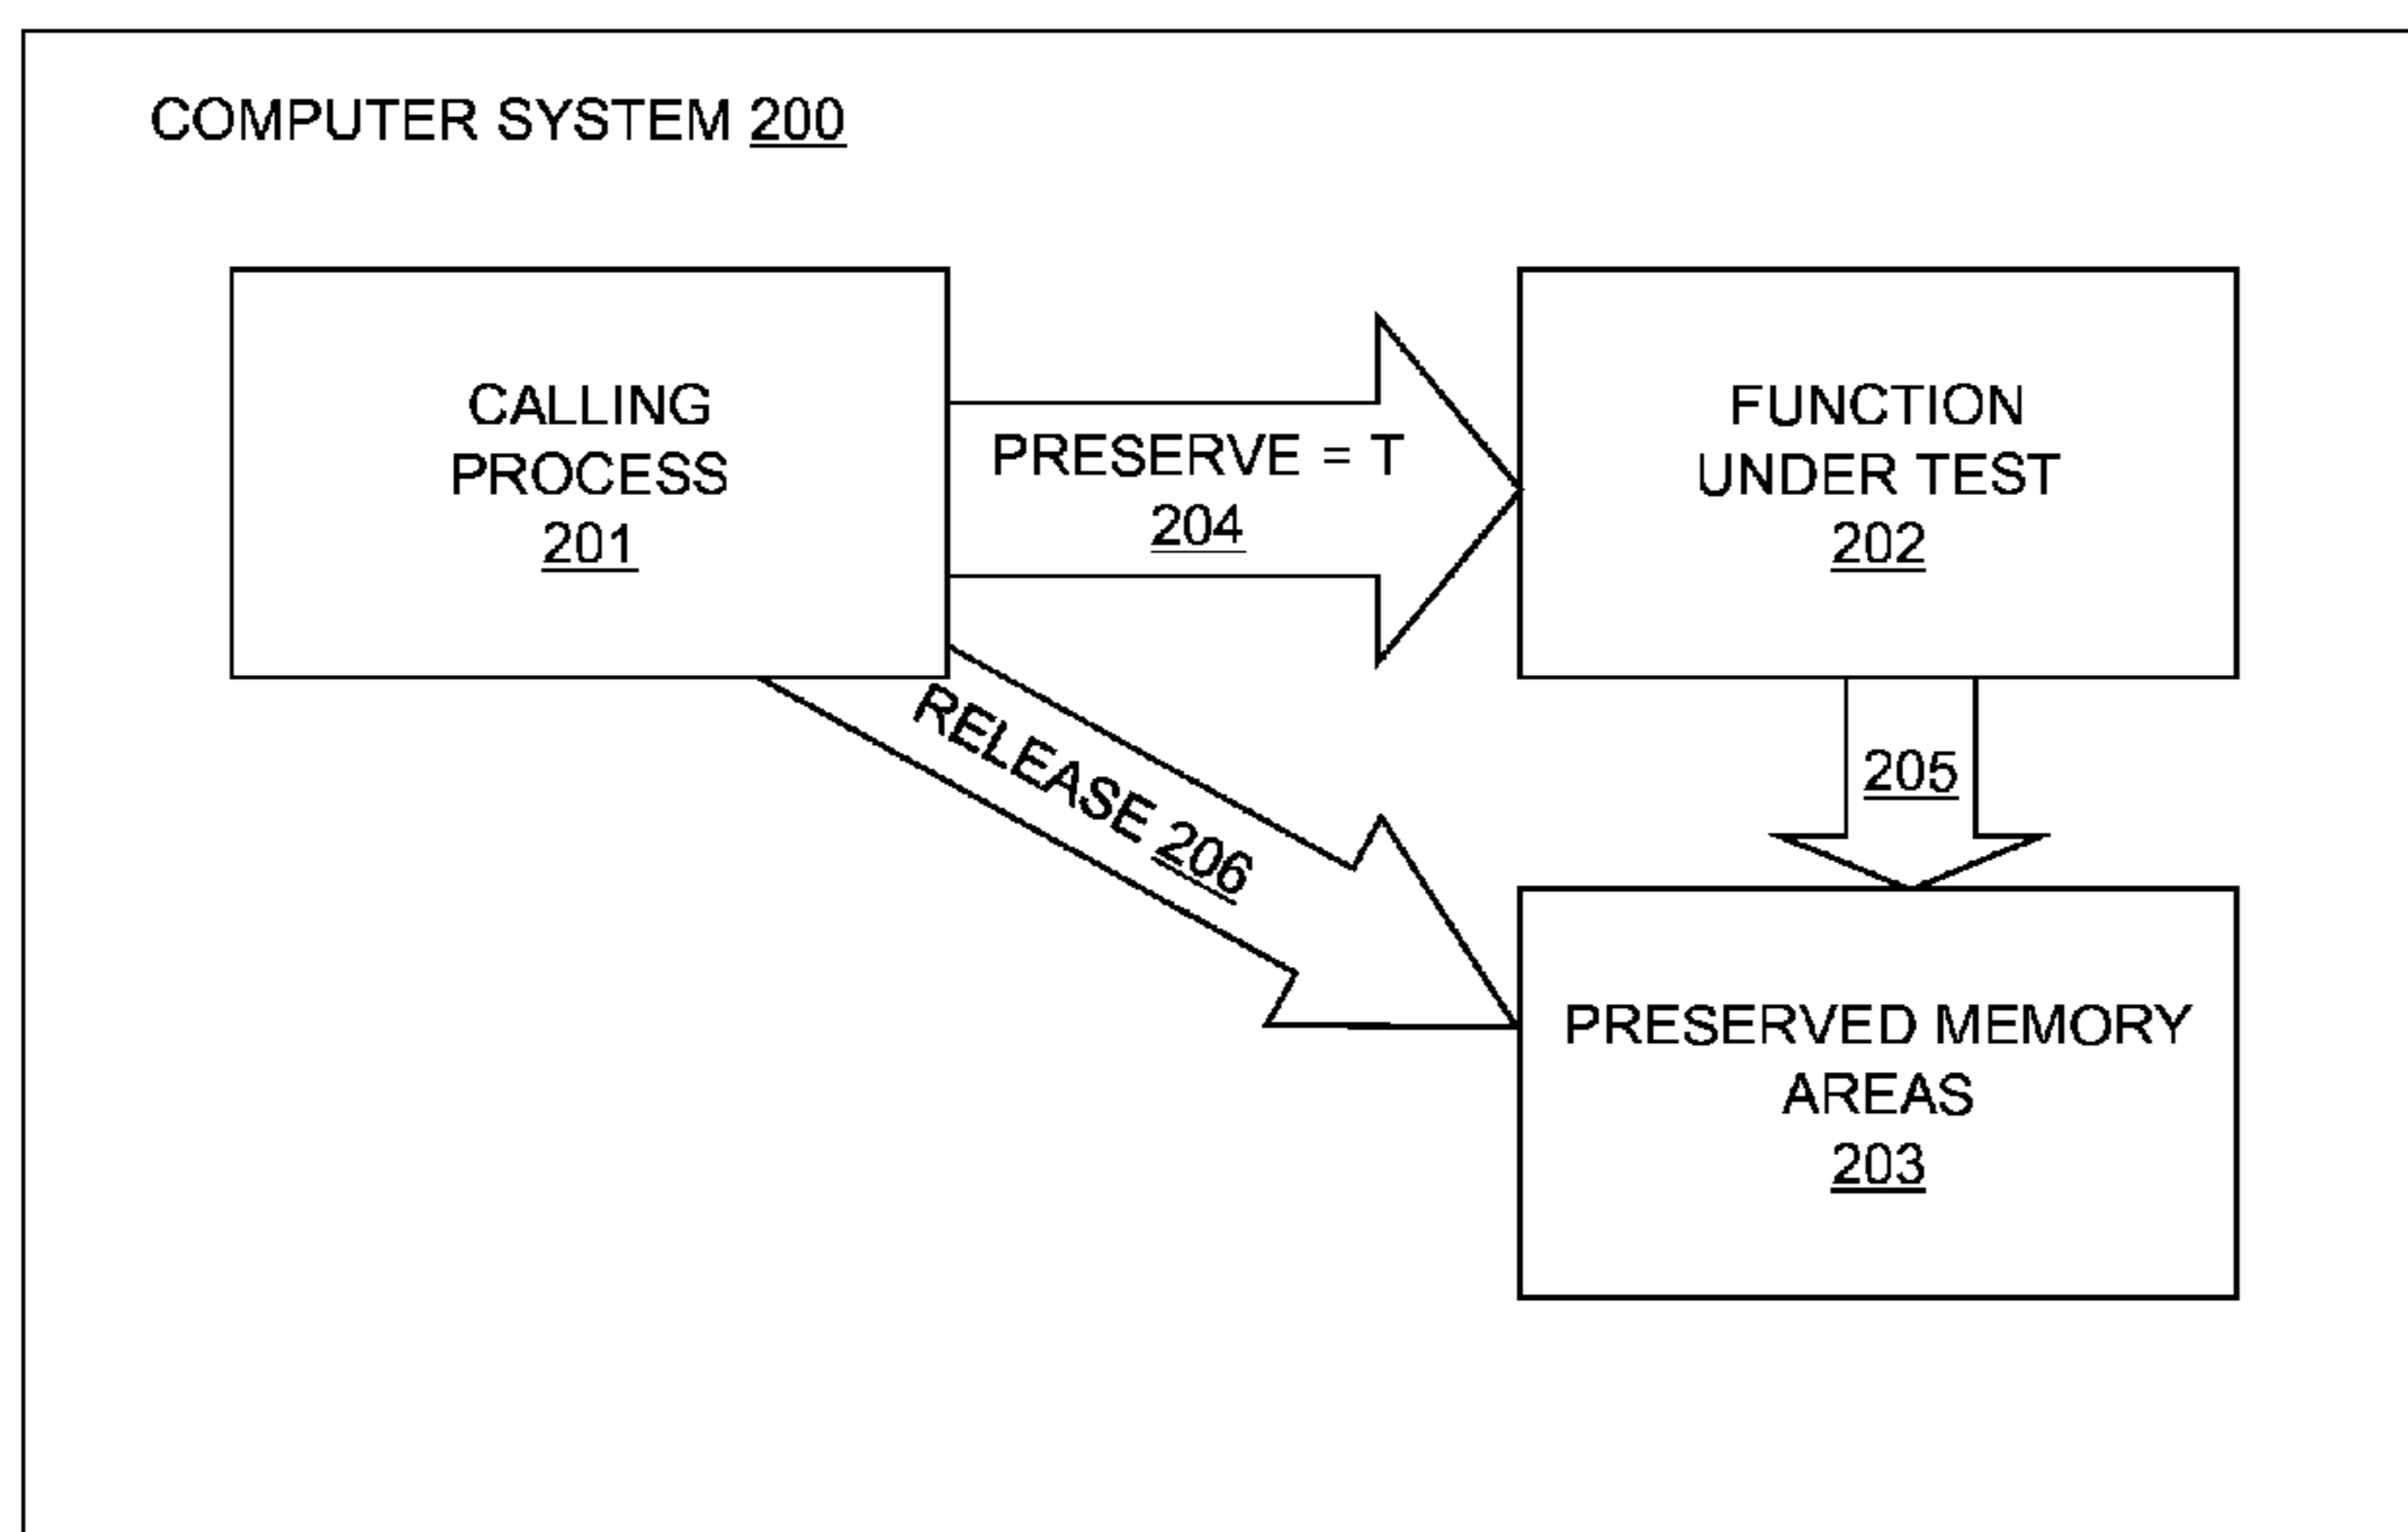 COMPUTER SYSTEM 200
CALLING
PROCESS
201
PRESERVE = T
204
FUNCTION
UNDER TEST
202
RELEASE 206
205
PRESERVED MEMORY
AREAS
203